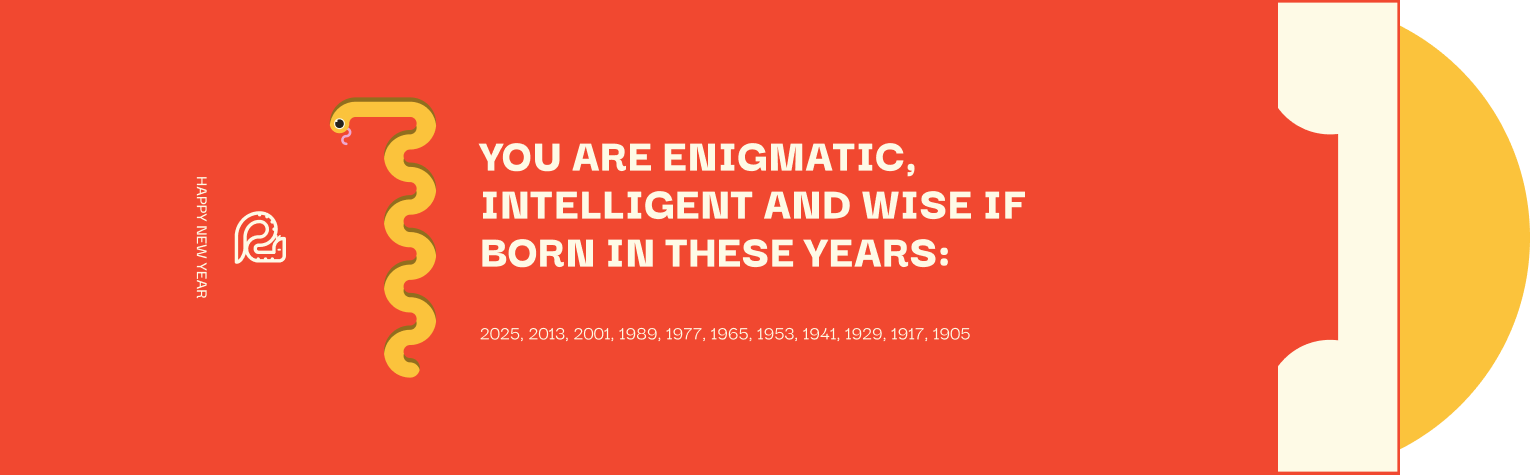 HAPPY NEW YEAR
YOU ARE ENIGMATIC,
INTELLIGENT AND WISE IF
BORN IN THESE YEARS:
2025, 2013, 2001, 1989, 1977, 1965, 1953, 1941, 1929, 1917, 1905